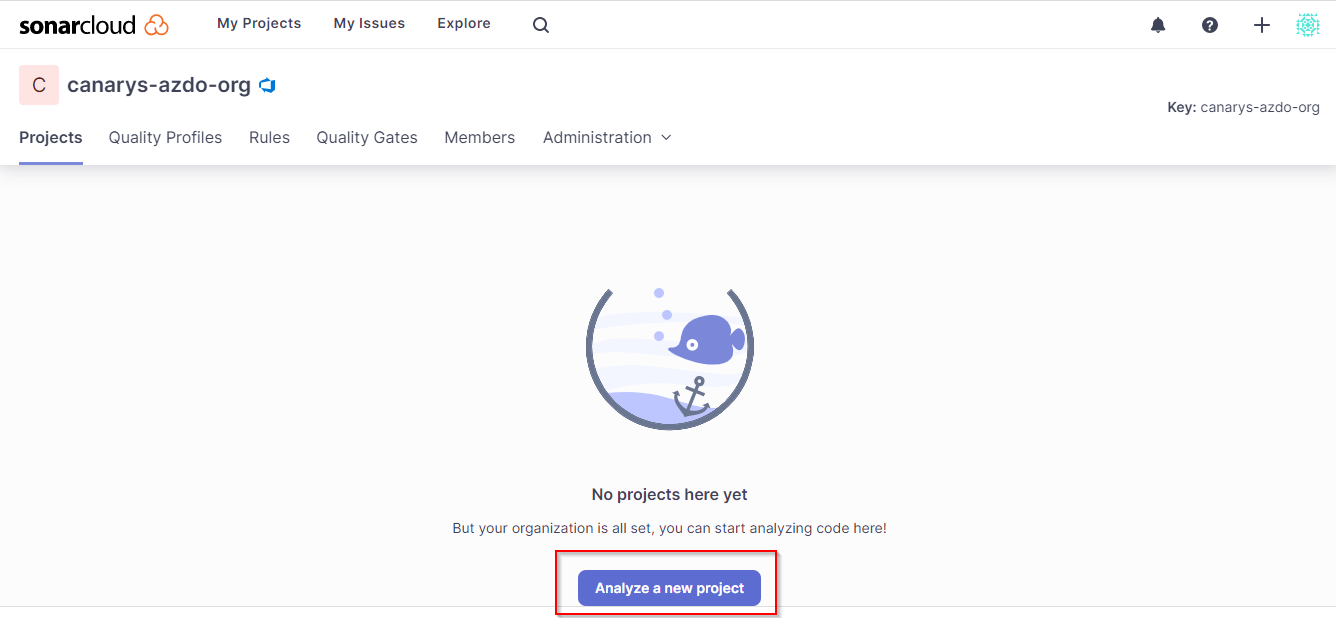 sonarcloud My Projects My Issues Explore
C canarys-azdo-org
Key: canarys-azdo-org
Projects Quality Profiles Rules Quality Gates Members Administration
No projects here yet
But your organization is all set, you can start analyzing code here!
Analyze a new project